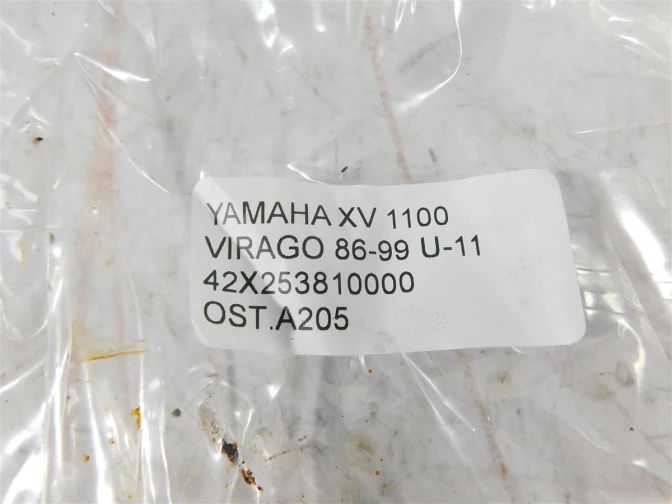 YAMAHA XV 1100
VIRAGO 86-99 U-11
42X253810000
OST.A205